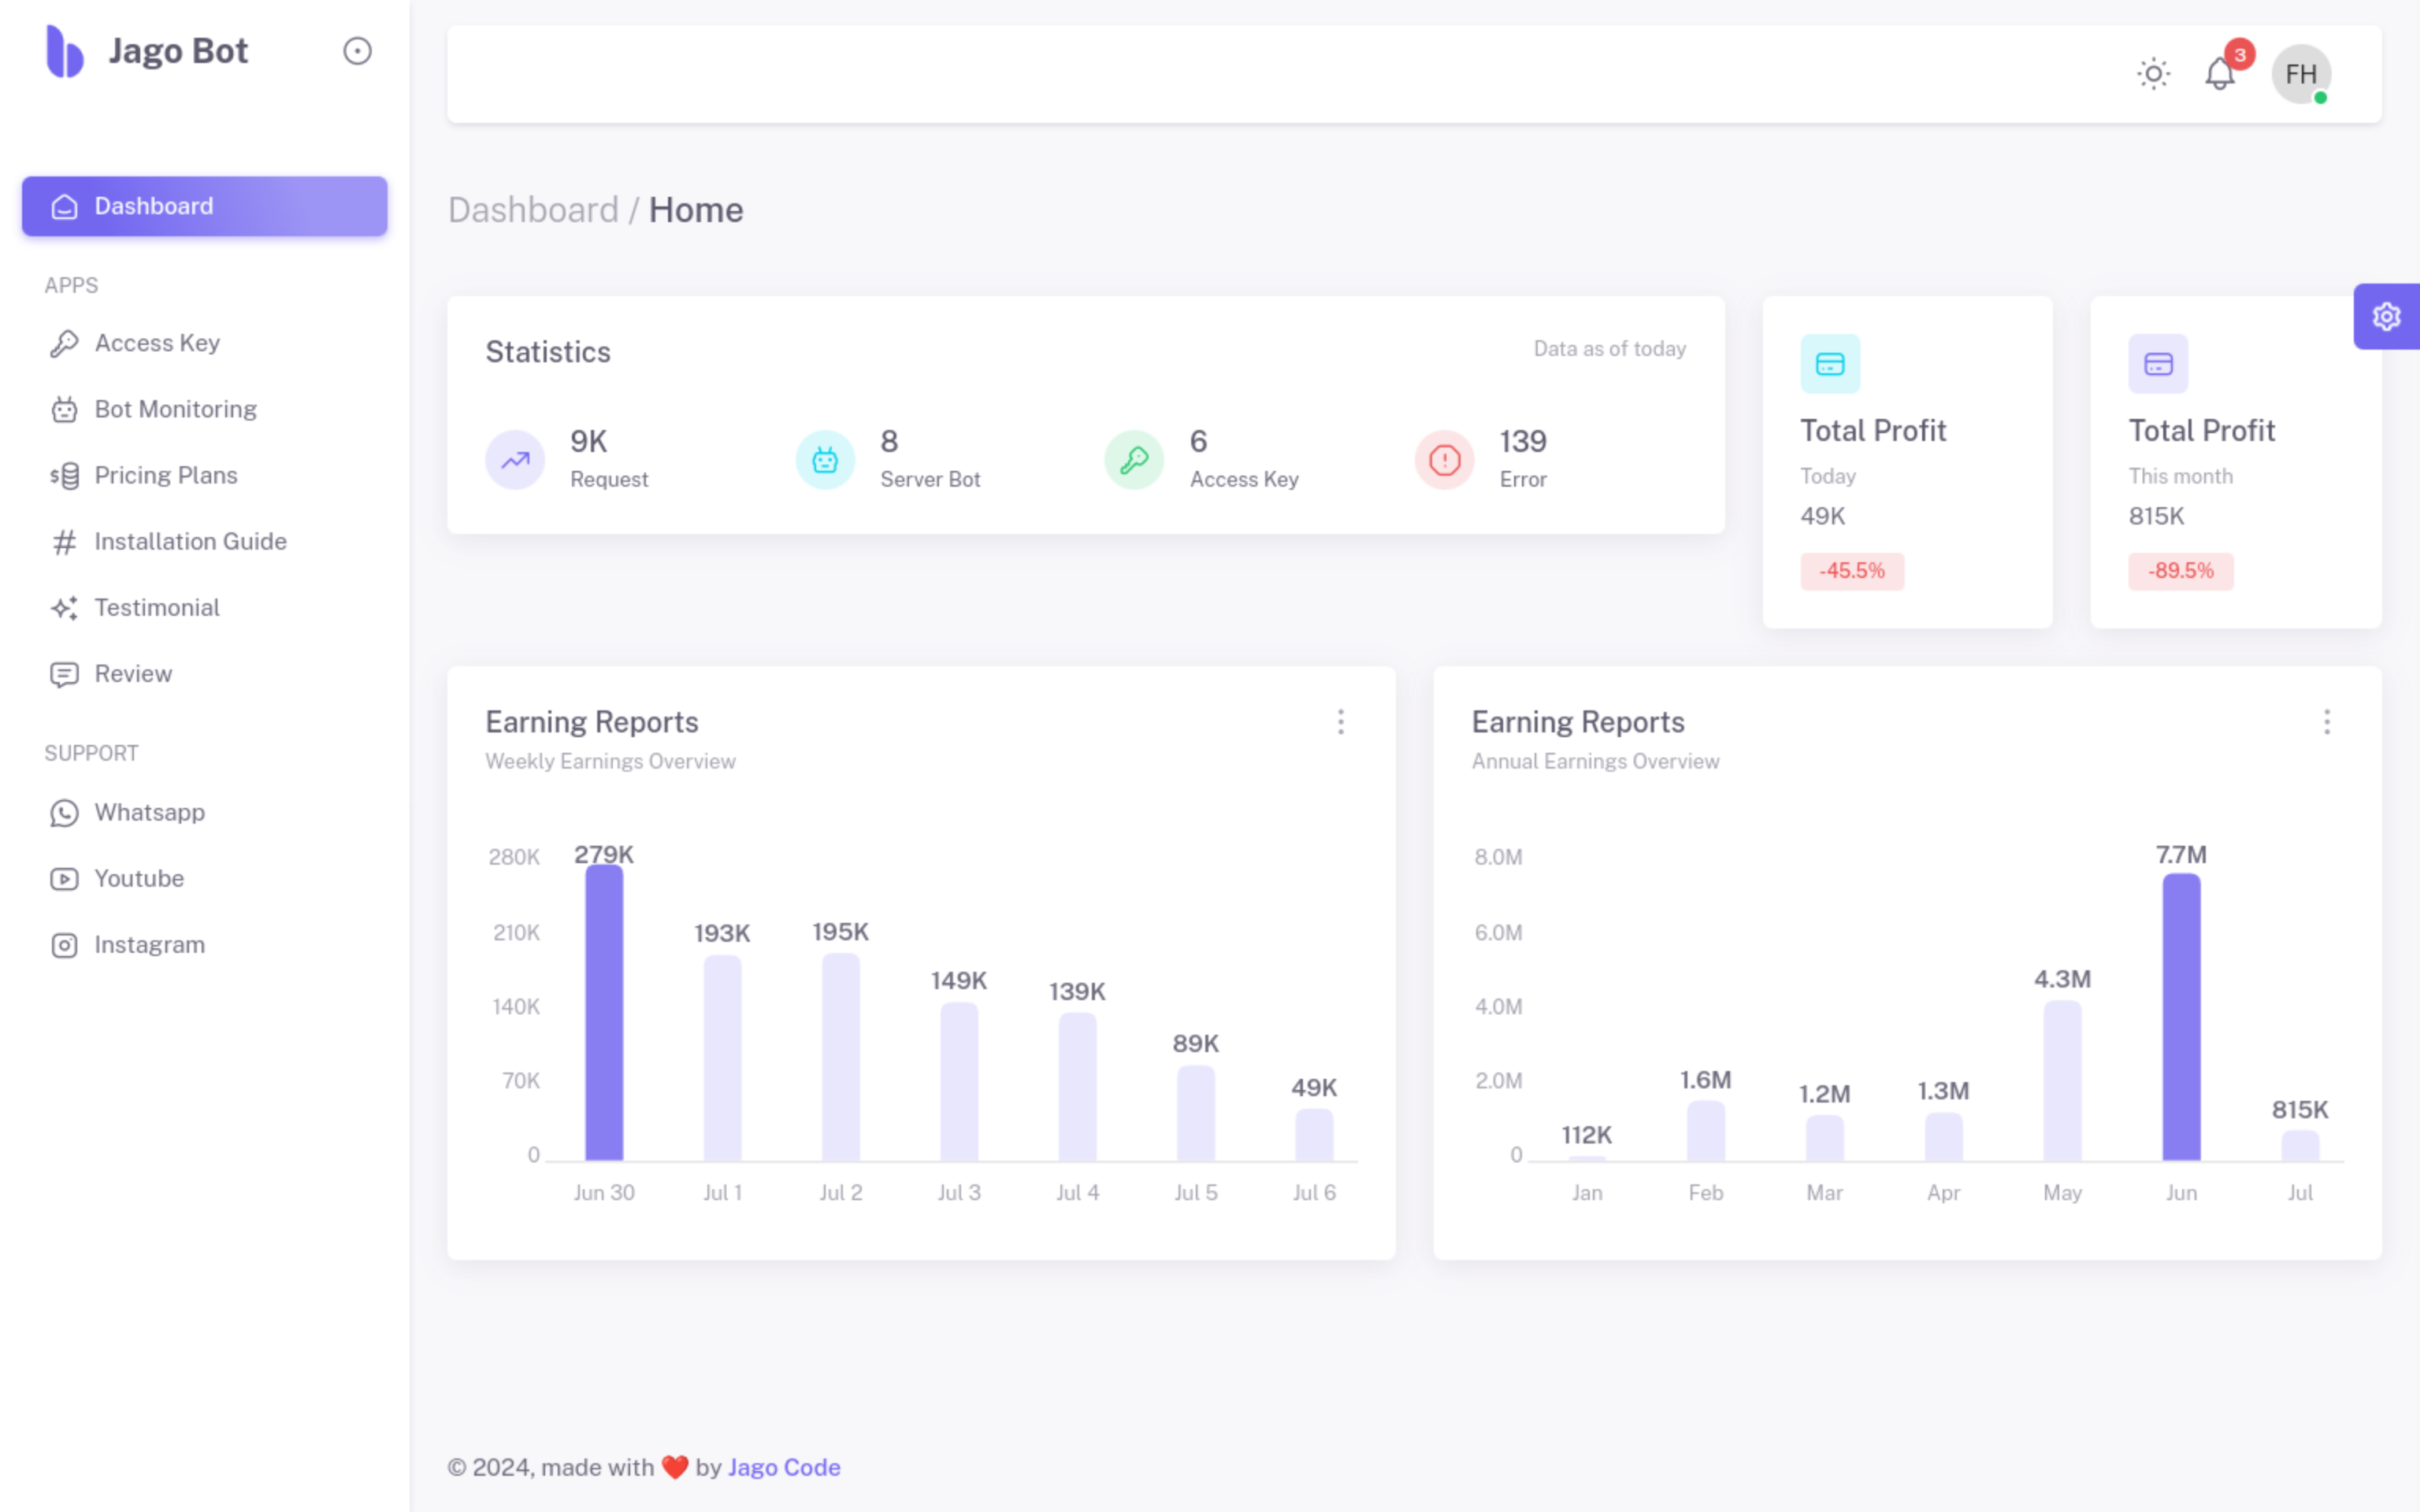 Jago Bot
Dashboard
APPS
Access Key
Bot Monitoring
Pricing Plans
Installation Guide
Testimonial
Review
SUPPORT
Whatsapp
Youtube
Instagram
3
FH
Dashboard / Home
Statistics
Data as of today
9K
Request
8
Server Bot
6
Access Key
139
Error
Total Profit
Today
49K
-45.5%
Total Profit
This month
815K
-89.5%
Earning Reports
Weekly Earnings Overview
280K
210K
140K
70K
0
279K
193K
195K
149K
139K
89K
49K
Jun 30
Jul 1
Jul 2
Jul 3
Jul 4
Jul 5
Jul 6
Earning Reports
Annual Earnings Overview
8.0M
6.0M
4.0M
2.0M
0
112K
1.6M
1.2M
1.3M
4.3M
7.7M
815K
Jan
Feb
Mar
Apr
May
Jun
Jul
© 2024, made with ❤️ by Jago Code